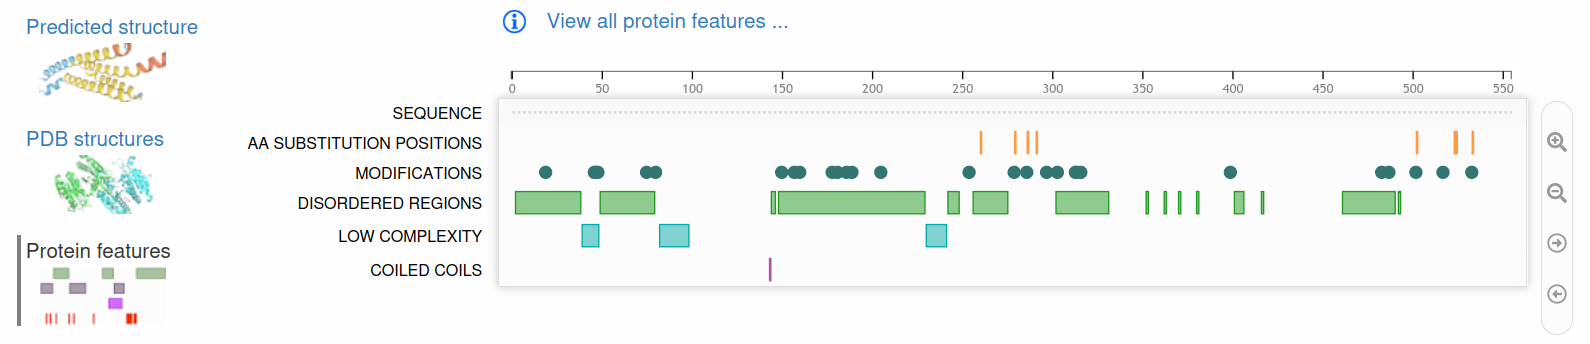 Predicted structure
PDB structures
Protein features
View all protein features ...
0 50 100 150 200 250 300 350 400 450 500 550
SEQUENCE
AA SUBSTITUTION POSITIONS
MODIFICATIONS
DISORDERED REGIONS
LOW COMPLEXITY
COILED COILS